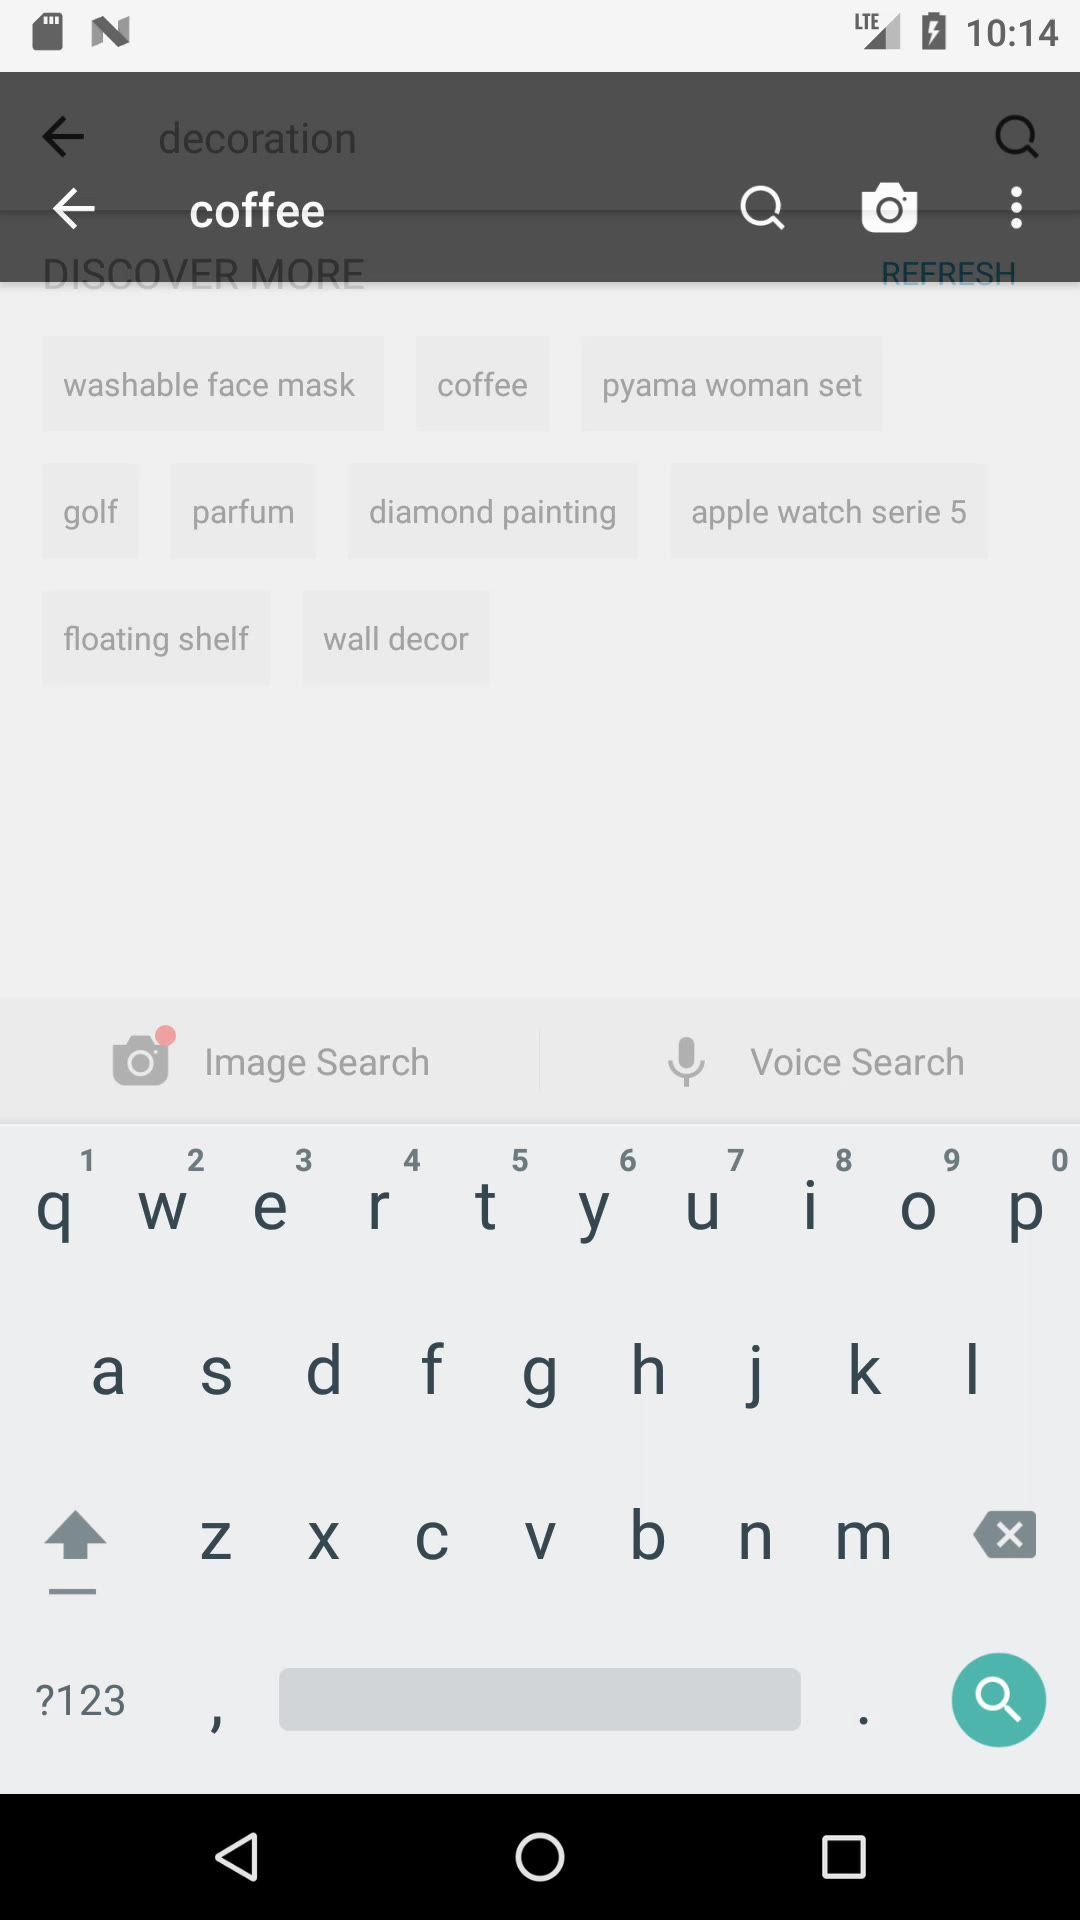 LTE 10:14
decoration
coffee
DISCOVER MORE REFRESH
washable face mask coffee pyama woman set
golf parfum diamond painting apple watch serie 5
floating shelf wall decor
Image Search Voice Search
1 2 3 4 5 6 7 8 9 0
q w e r t y u i o p
a s d f g h j k l
z x c v b n m
?123 , .